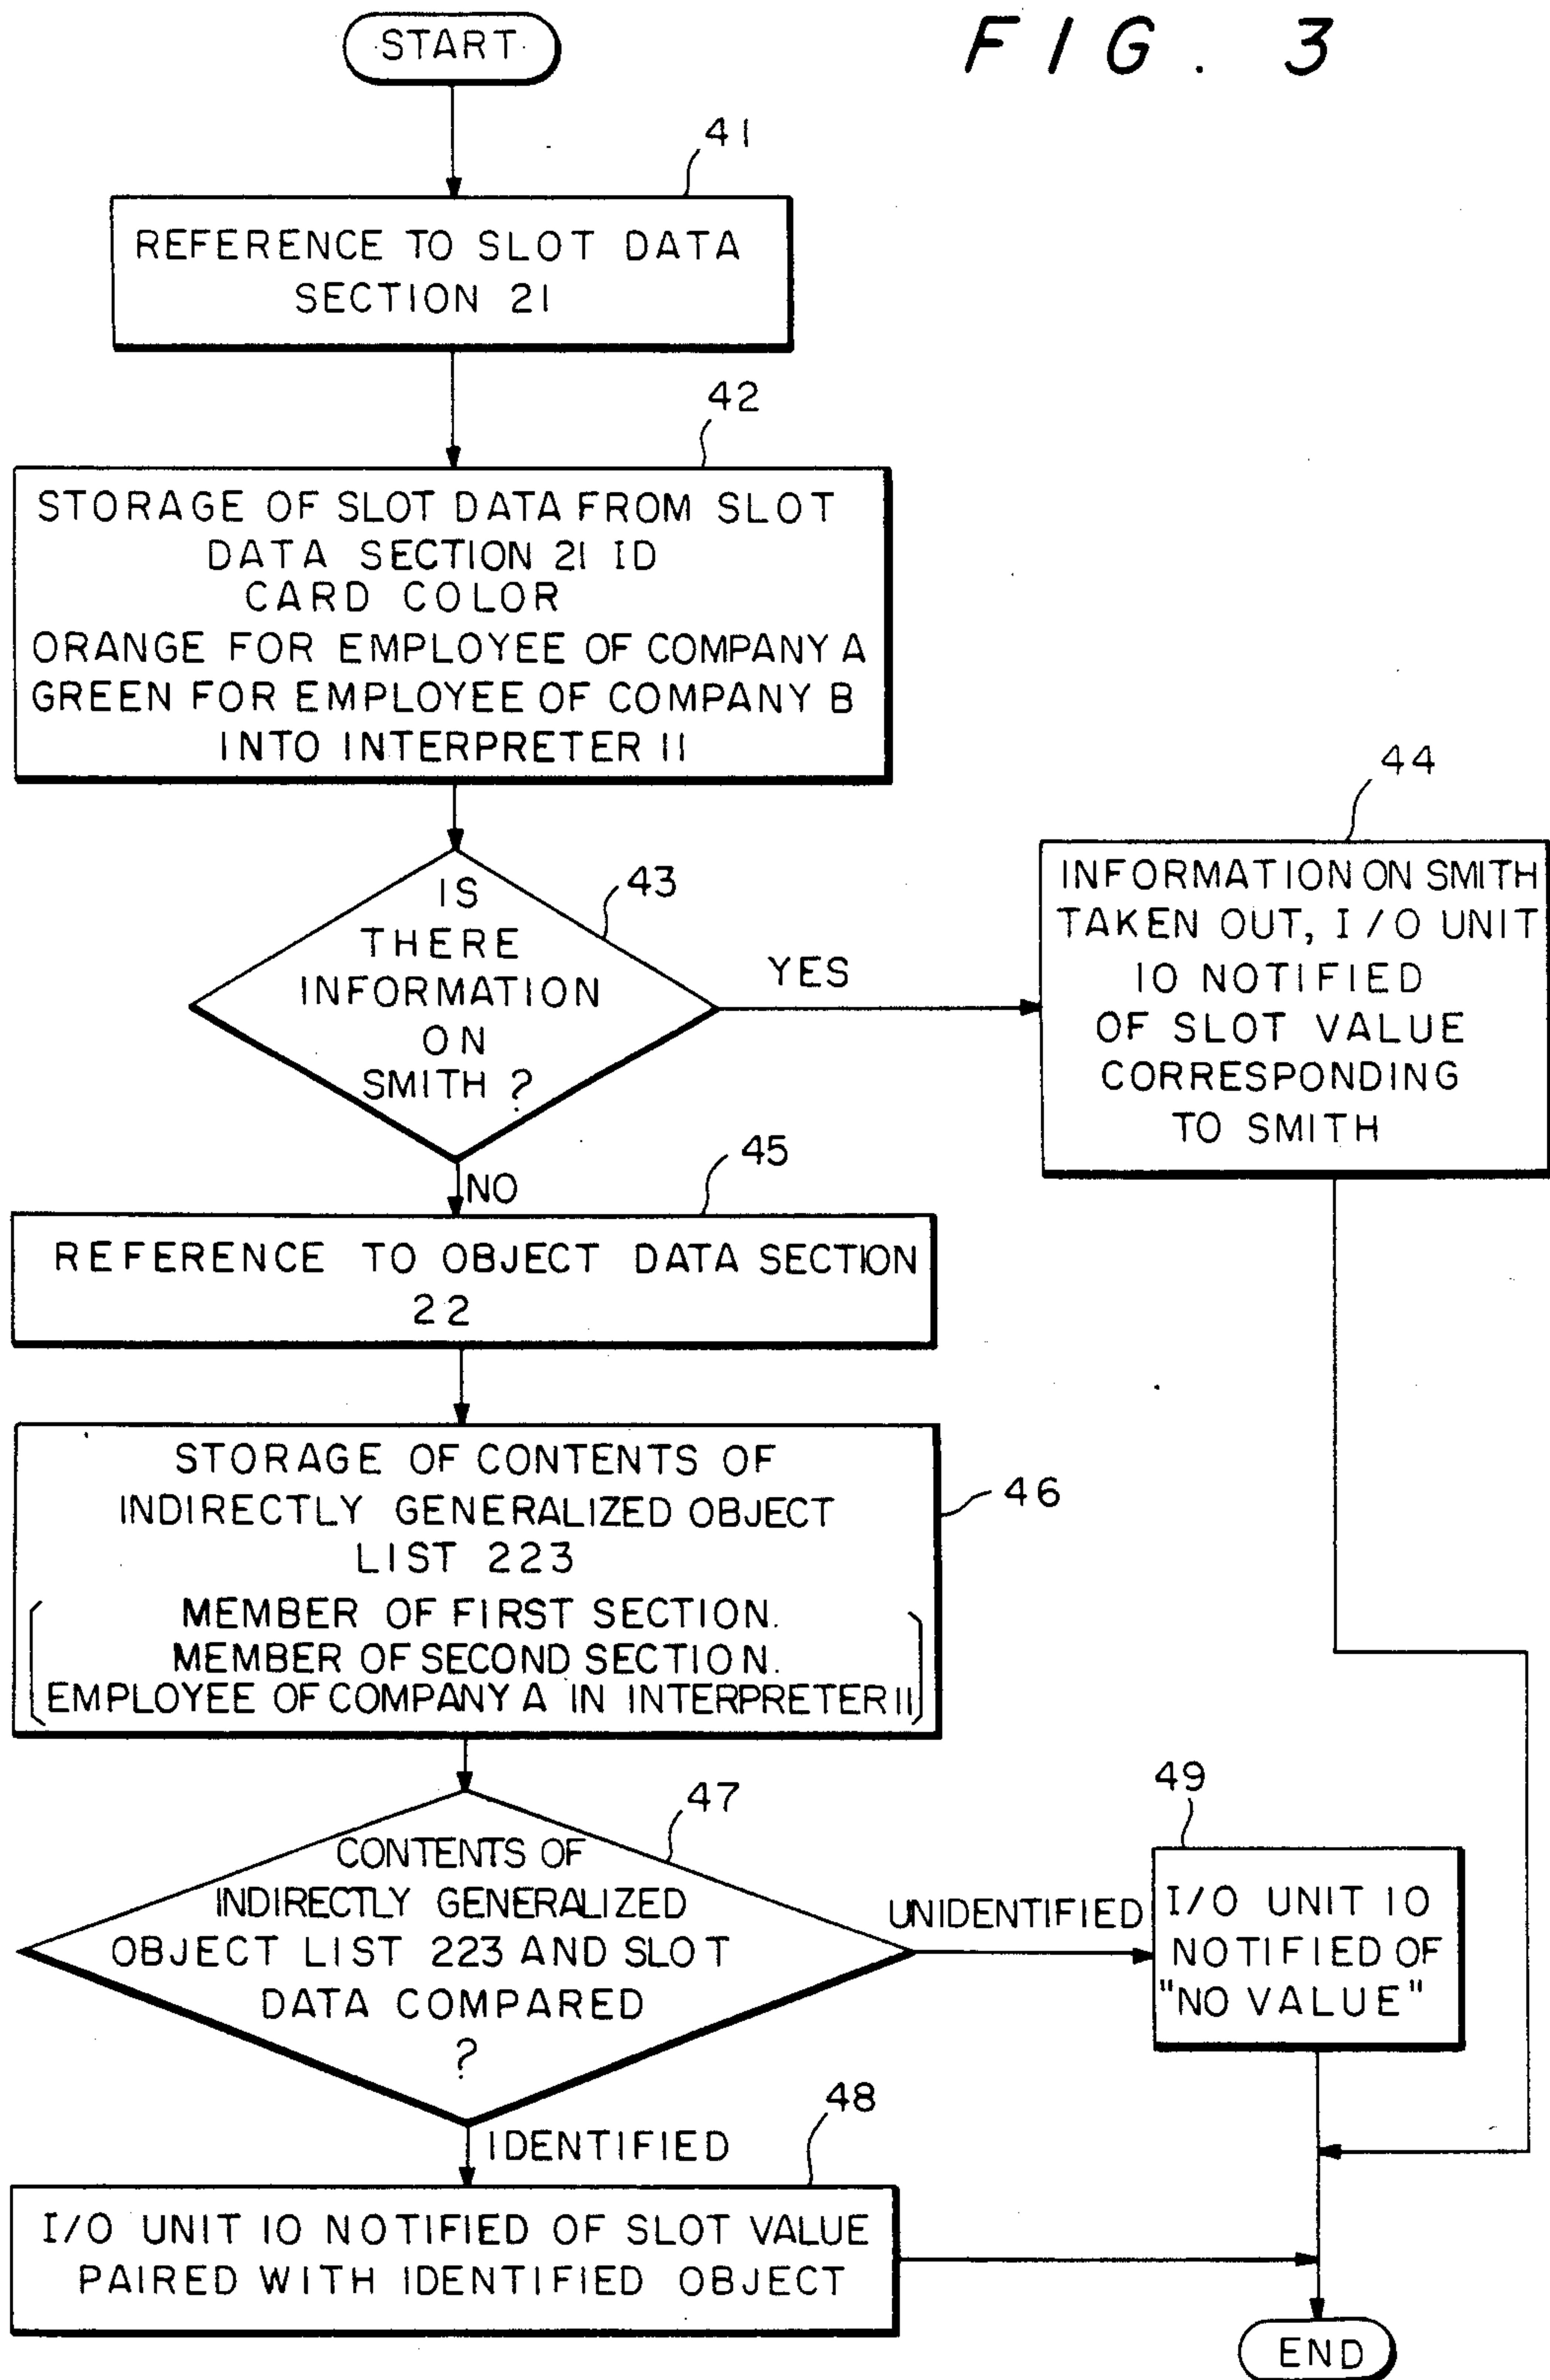 FIG. 3
START
41
REFERENCE TO SLOT DATA
SECTION 21
42
STORAGE OF SLOT DATA FROM SLOT
DATA SECTION 21 ID
CARD COLOR
ORANGE FOR EMPLOYEE OF COMPANY A
GREEN FOR EMPLOYEE OF COMPANY B
INTO INTERPRETER 11
43
IS
THERE
INFORMATION
ON
SMITH ?
YES
44
INFORMATION ON SMITH
TAKEN OUT, I/O UNIT
10 NOTIFIED
OF SLOT VALUE
CORRESPONDING
TO SMITH
NO
45
REFERENCE TO OBJECT DATA SECTION
22
46
STORAGE OF CONTENTS OF
INDIRECTLY GENERALIZED OBJECT
LIST 223
MEMBER OF FIRST SECTION.
MEMBER OF SECOND SECTION.
EMPLOYEE OF COMPANY A IN INTERPRETER 11
47
CONTENTS OF
INDIRECTLY GENERALIZED
OBJECT LIST 223 AND SLOT
DATA COMPARED
?
UNIDENTIFIED
49
I/O UNIT 10
NOTIFIED OF
"NO VALUE"
IDENTIFIED
48
I/O UNIT 10 NOTIFIED OF SLOT VALUE
PAIRED WITH IDENTIFIED OBJECT
END